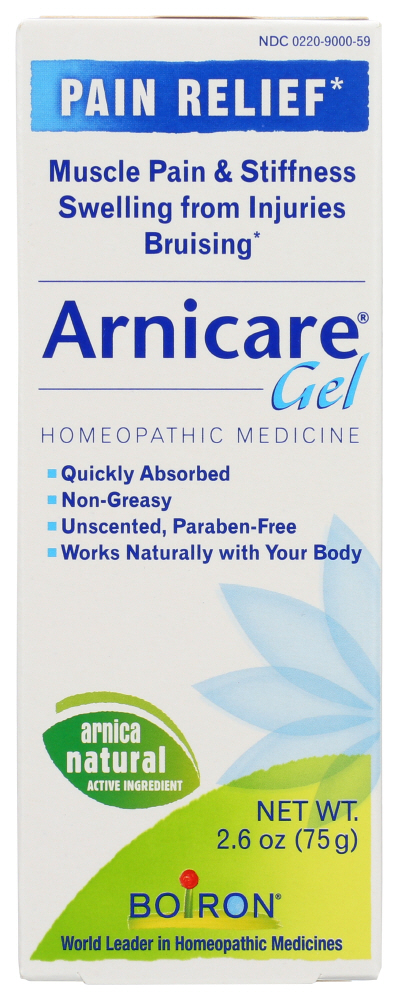 NDC 0220-9000-59
PAIN RELIEF*
Muscle Pain & Stiffness
Swelling from Injuries
Bruising*
Arnicare®
Gel
HOMEOPATHIC MEDICINE
Quickly Absorbed
Non-Greasy
Unscented, Paraben-Free
Works Naturally with Your Body
arnica
natural
ACTIVE INGREDIENT
NET WT.
2.6 oz (75g)
BOIRON®
World Leader in Homeopathic Medicines